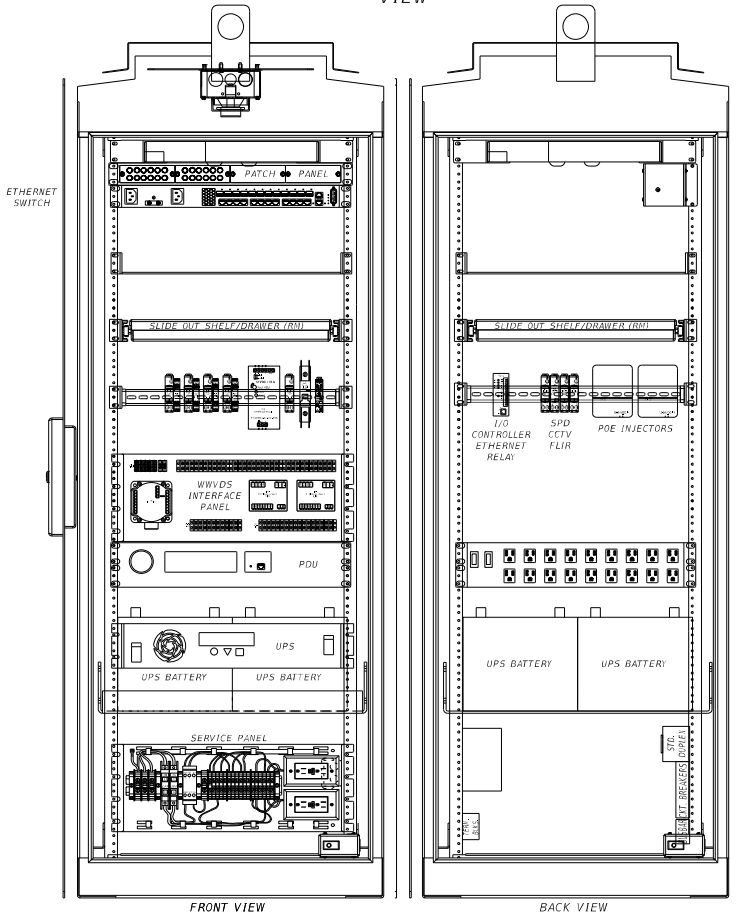 VIEW
ETHERNET
SWITCH
PATCH PANEL
SLIDE OUT SHELF/DRAWER (RM)
WWVDS
INTERFACE
PANEL
PDU
UPS
UPS BATTERY UPS BATTERY
SERVICE PANEL
FRONT VIEW
SLIDE OUT SHELF/DRAWER (RM)
I/O
CONTROLLER
ETHERNET
RELAY
SPD
CCTV
FLIR
POE INJECTORS
UPS BATTERY UPS BATTERY
STD.
DUPLEX
BREAKERS
TERM.
BLKS.
BACK VIEW